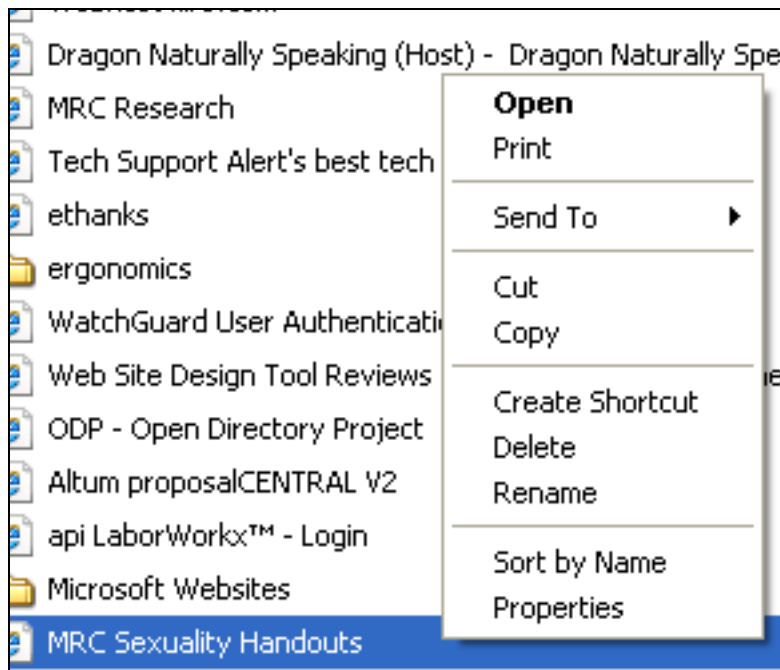 Dragon Naturally Speaking (Host) - Dragon Naturally Spe
MRC Research
Tech Support Alert's best tech
ethanks
ergonomics
WatchGuard User Authenticati
Web Site Design Tool Reviews
ODP - Open Directory Project
Altum proposalCENTRAL V2
api LaborWorkx™ - Login
Microsoft Websites
MRC Sexuality Handouts
Open
Print
Send To
Cut
Copy
Create Shortcut
Delete
Rename
Sort by Name
Properties